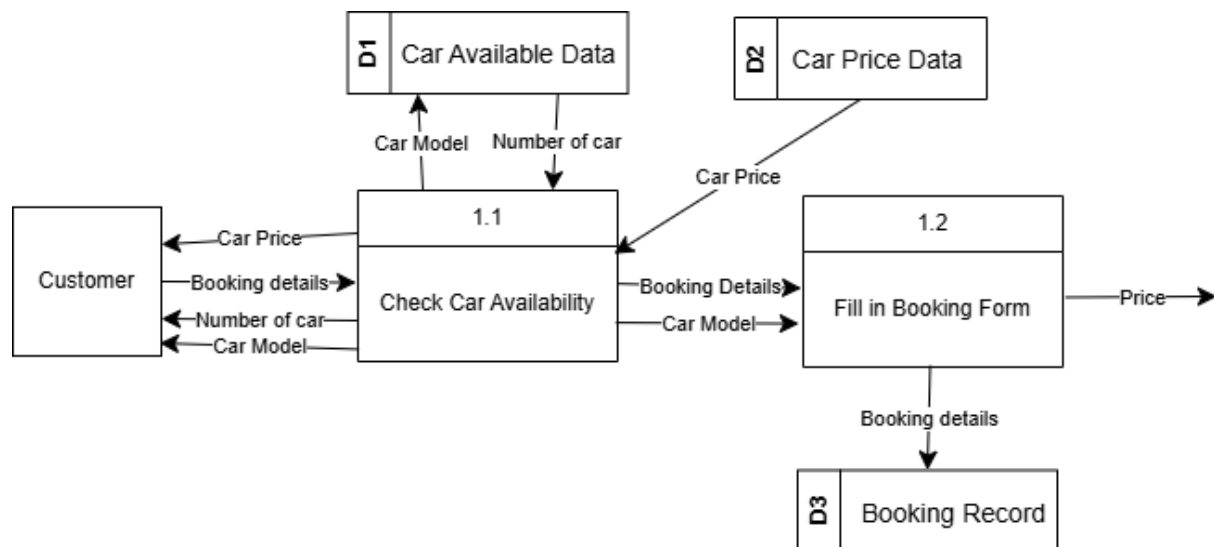 D1
Car Available Data
D2
Car Price Data
Car Model
Number of car
Car Price
1.1
1.2
Customer
Car Price
Booking details
Number of car
Car Model
Check Car Availability
Booking Details
Car Model
Fill in Booking Form
Price
Booking details
D3
Booking Record